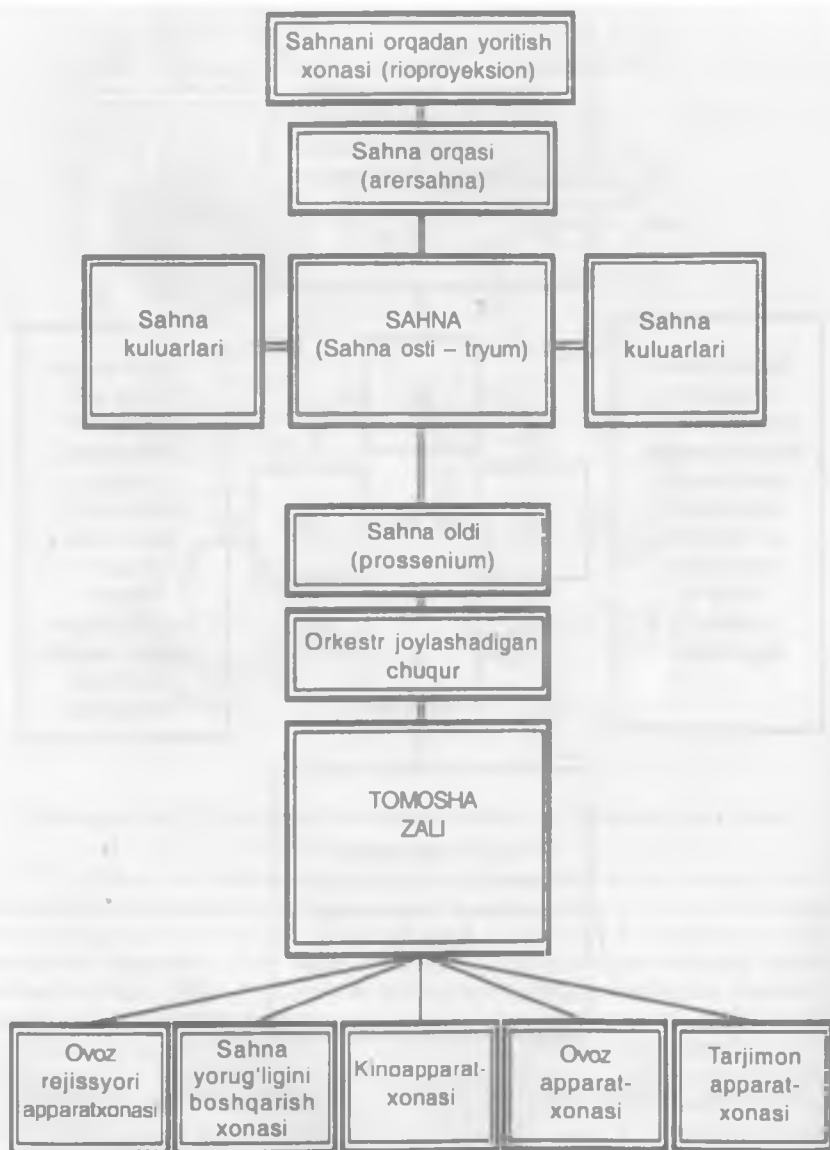 Sahnani orqadan yoritish
xonasi (rioproyeksion)
Sahna orqasi
(arersahna)
Sahna
kuluarlari
SAHNA
(Sahna osti – tryum)
Sahna
kuluarlari
Sahna oldi
(prossenium)
Orkestr joylashadigan
chuqur
TOMOSHA
ZALI
Ovoz
rejissyori
apparatxonasi
Sahna
yorug'ligini
boshqarish
xonasi
Kinoapparat-
xonasi
Ovoz
apparat-
xonasi
Tarjimon
apparat-
xonasi